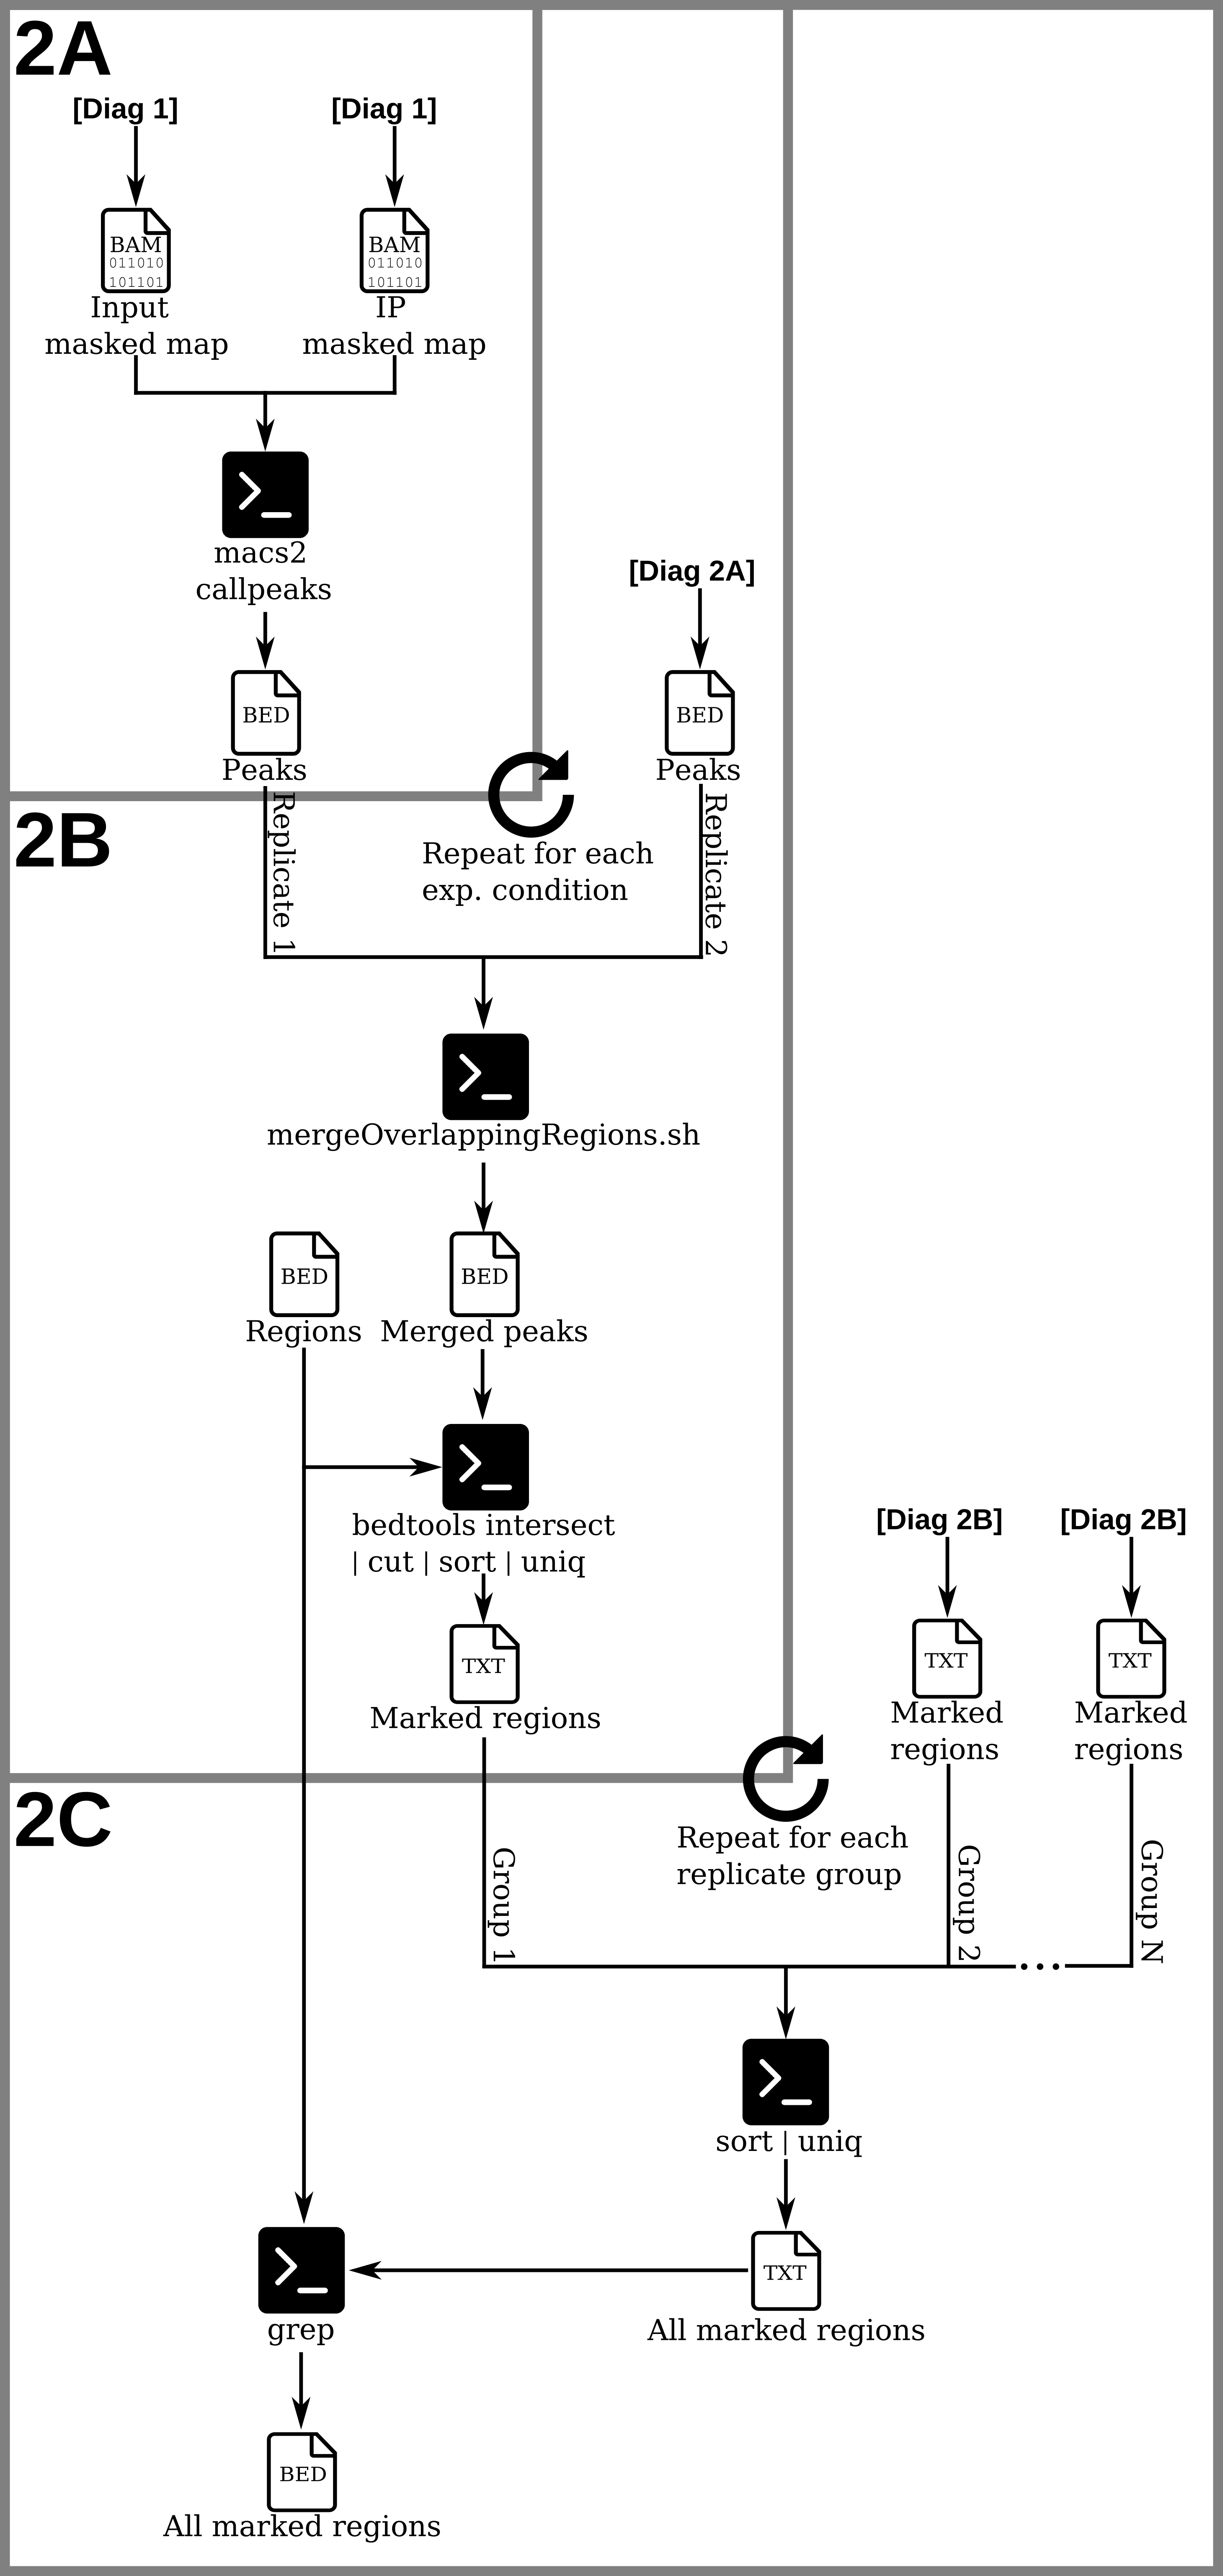 2A
[Diag 1]
[Diag 1]
BAM
011010
101101
Input
masked map
BAM
011010
101101
IP
masked map
macs2
callpeaks
BED
Peaks
[Diag 2A]
BED
Peaks
2B
Replicate 1
Repeat for each
exp. condition
Replicate 2
mergeOverlappingRegions.sh
BED
Regions
BED
Merged peaks
bedtools intersect
| cut | sort | uniq
TXT
Marked regions
[Diag 2B]
[Diag 2B]
TXT
Marked
regions
TXT
Marked
regions
2C
Group 1
Repeat for each
replicate group
Group 2
Group N
...
sort | uniq
TXT
All marked regions
grep
BED
All marked regions